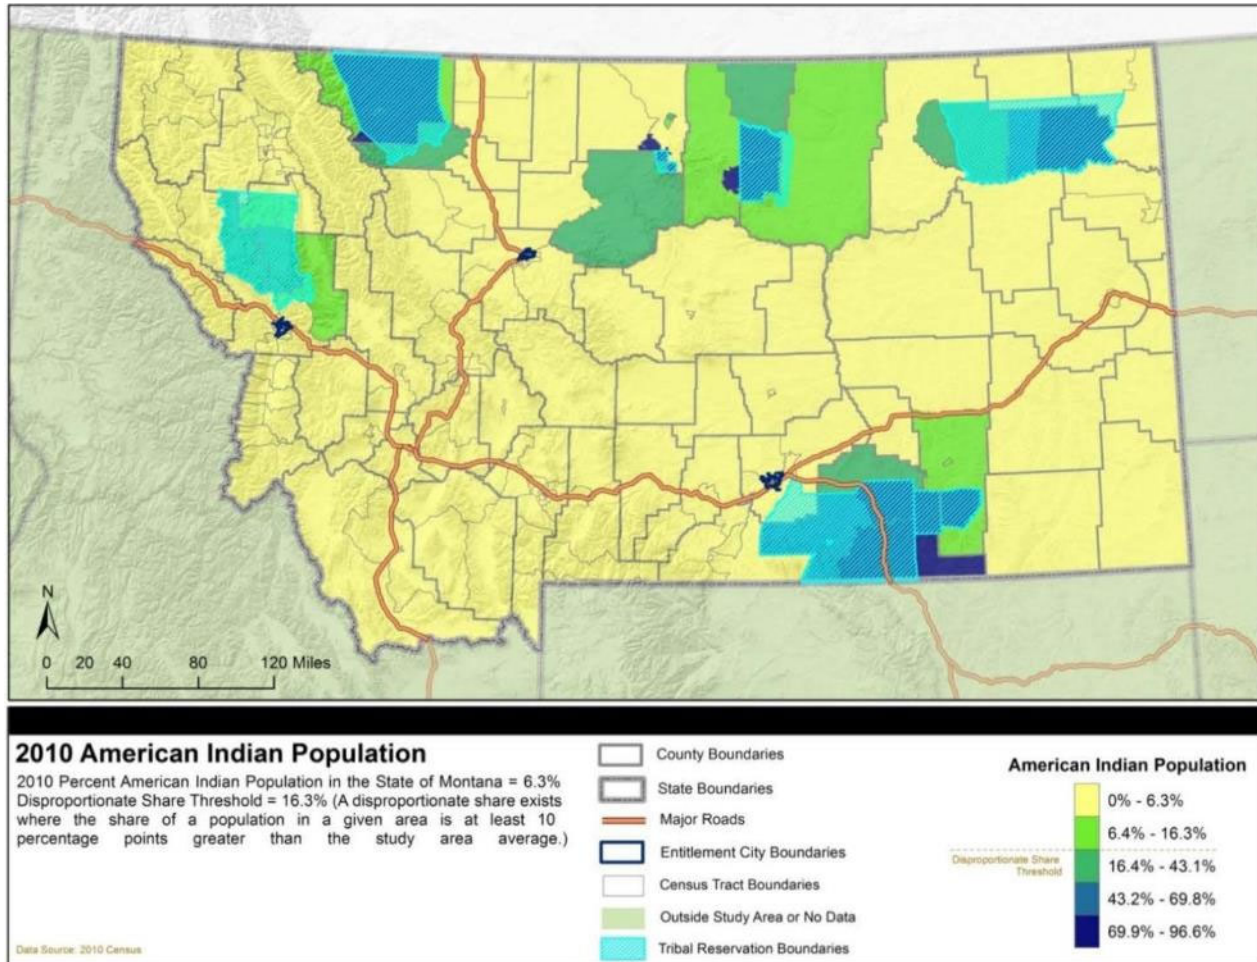 N
0 20 40 80 120 Miles
2010 American Indian Population
2010 Percent American Indian Population in the State of Montana = 6.3%
Disproportionate Share Threshold = 16.3% (A disproportionate share exists
where the share of a population in a given area is at least 10
percentage points greater than the study area average.)
Data Source: 2010 Census
County Boundaries
State Boundaries
Major Roads
Entitlement City Boundaries
Census Tract Boundaries
Outside Study Area or No Data
Tribal Reservation Boundaries
American Indian Population
0% - 6.3%
6.4% - 16.3%
Disproportionate Share
Threshold
16.4% - 43.1%
43.2% - 69.8%
69.9% - 96.6%